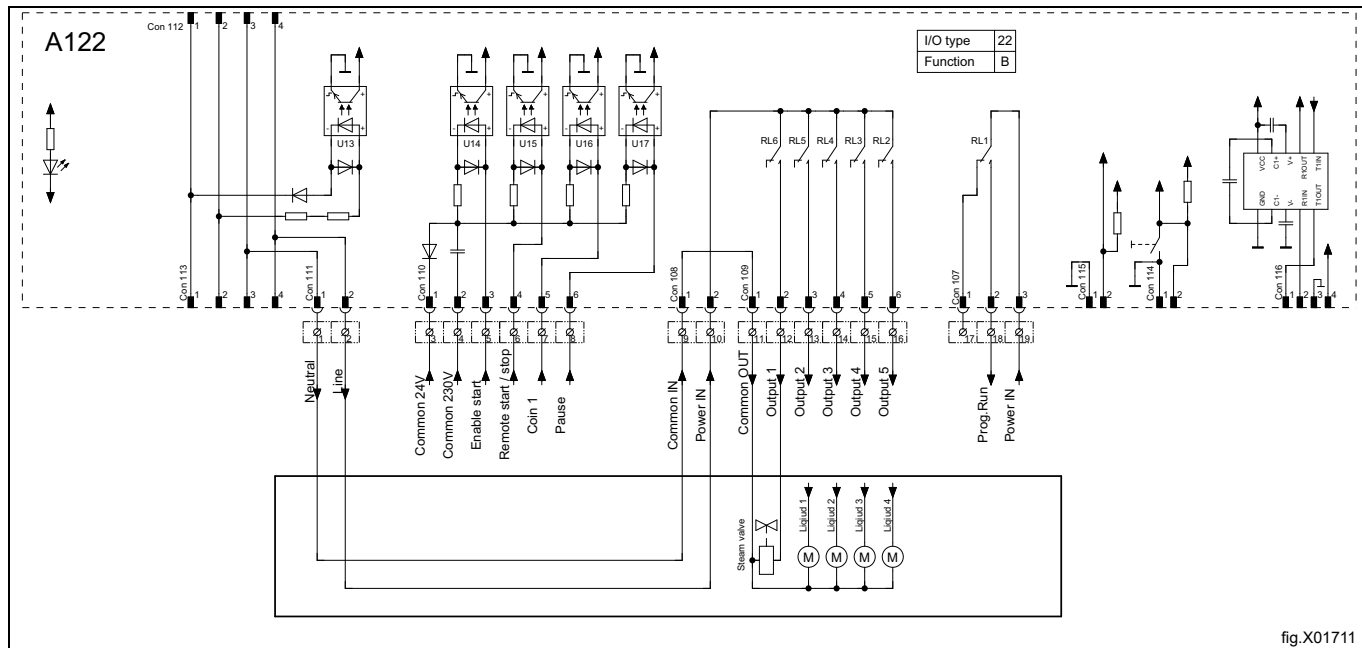 A122
Con 112
1 2 3 4
I/O type 22
Function B
U13 U14 U15 U16 U17
RL6 RL5 RL4 RL3 RL2 RL1
VCC C1+ V+ R1OUT T1IN
GND C1- V- R1IN T1OUT
Con 113 1 2 3 4
Con 111 1 2
Con 110 1 2 3 4 5 6
Con 108 1 2
Con 109 1 2 3 4 5 6
Con 107 1 2 3
Con 115 1 2
Con 114 1 2
Con 116 1 2 3 4
1 2 3 4 5 6 7 8 9 10 11 12 13 14 15 16 17 18 19
Neutral
Line
Common 24V
Common 230V
Enable start
Remote start / stop
Coin 1
Pause
Common IN
Power IN
Common OUT
Output 1
Output 2
Output 3
Output 4
Output 5
Prog.Run
Power IN
Steam valve
Liqiud 1
Liqiud 2
Liqiud 3
Liqiud 4
M M M M
fig.X01711